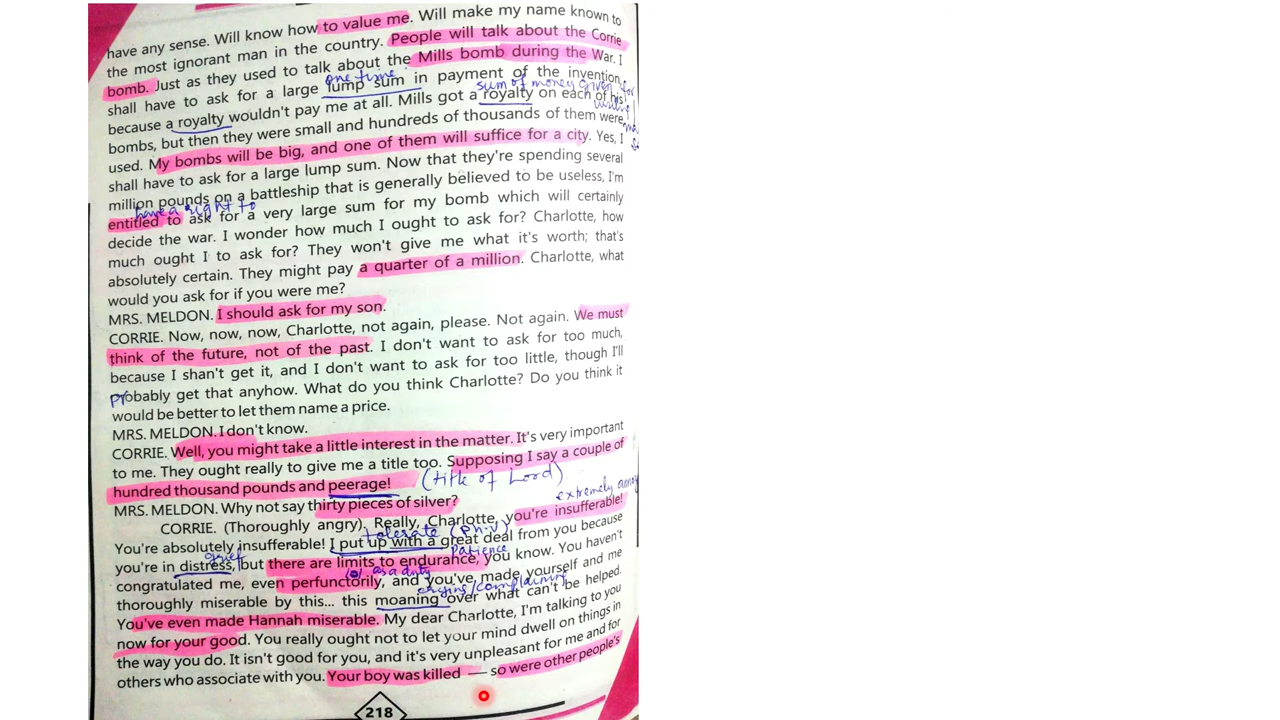 have any sense. Will know how to value me. Will make my name known to
the most ignorant man in the country. People will talk about the Corrie
bomb. Just as they used to talk about the Mills bomb during the War. I
one time
shall have to ask for a large lump sum in payment of the invention,
sum of money given for
because a royalty wouldn't pay me at all. Mills got a royalty on each of his
bombs, but then they were small and hundreds of thousands of them were
used. My bombs will be big, and one of them will suffice for a city. Yes, I
shall have to ask for a large lump sum. Now that they're spending several
million pounds on a battleship that is generally believed to be useless, I'm
have a right to
entitled to ask for a very large sum for my bomb which will certainly
decide the war. I wonder how much I ought to ask for? Charlotte, how
much ought I to ask for? They won't give me what it's worth; that's
absolutely certain. They might pay a quarter of a million. Charlotte, what
would you ask for if you were me?
MRS. MELDON. I should ask for my son.
CORRIE. Now, now, now, Charlotte, not again, please. Not again. We must
think of the future, not of the past. I don't want to ask for too much,
because I shan't get it, and I don't want to ask for too little, though I'll
probably get that anyhow. What do you think Charlotte? Do you think it
would be better to let them name a price.
MRS. MELDON. I don't know.
CORRIE. Well, you might take a little interest in the matter. It's very important
to me. They ought really to give me a title too. Supposing I say a couple of
hundred thousand pounds and peerage! (title of Lord)
MRS. MELDON. Why not say thirty pieces of silver?
extremely
CORRIE. (Thoroughly angry). Really, Charlotte, you're insufferable!
tolerate (ph.v)
You're absolutely insufferable! I put up with a great deal from you because
grief patience
you're in distress, but there are limits to endurance, you know. You haven't
as a duty
congratulated me, even perfunctorily, and you've made yourself and me
crying/complaining
thoroughly miserable by this... this moaning over what can't be helped.
You've even made Hannah miserable. My dear Charlotte, I'm talking to you
now for your good. You really ought not to let your mind dwell on things in
the way you do. It isn't good for you, and it's very unpleasant for me and for
others who associate with you. Your boy was killed — so were other people's
218